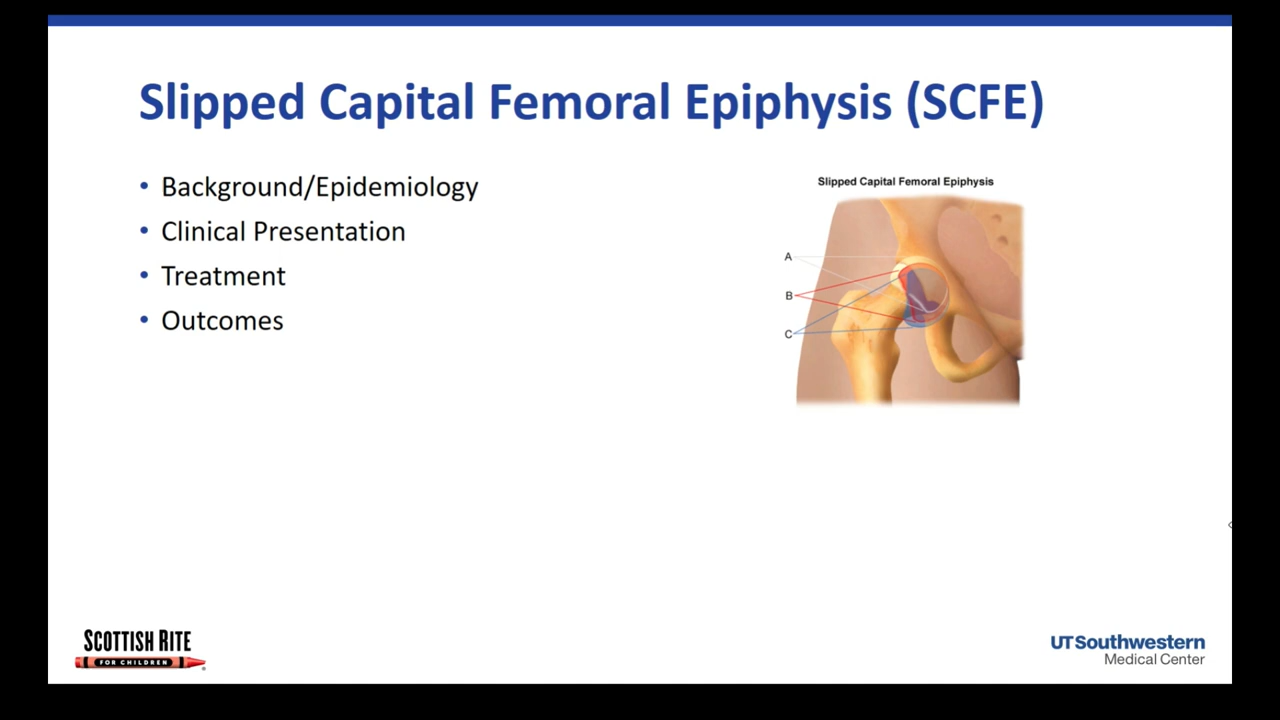 Slipped Capital Femoral Epiphysis (SCFE)
• Background/Epidemiology
• Clinical Presentation
• Treatment
• Outcomes
Slipped Capital Femoral Epiphysis
A
B
C
SCOTTISH RITE
FOR CHILDREN
UTSouthwestern
Medical Center